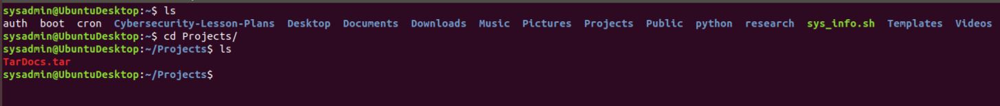 sysadmin@UbuntuDesktop:~$ ls
auth boot cron Cybersecurity-Lesson-Plans Desktop Documents Downloads Music Pictures Projects Public python research sys_info.sh Templates Videos
sysadmin@UbuntuDesktop:~$ cd Projects/
sysadmin@UbuntuDesktop:~/Projects$ ls
TarDocs.tar
sysadmin@UbuntuDesktop:~/Projects$